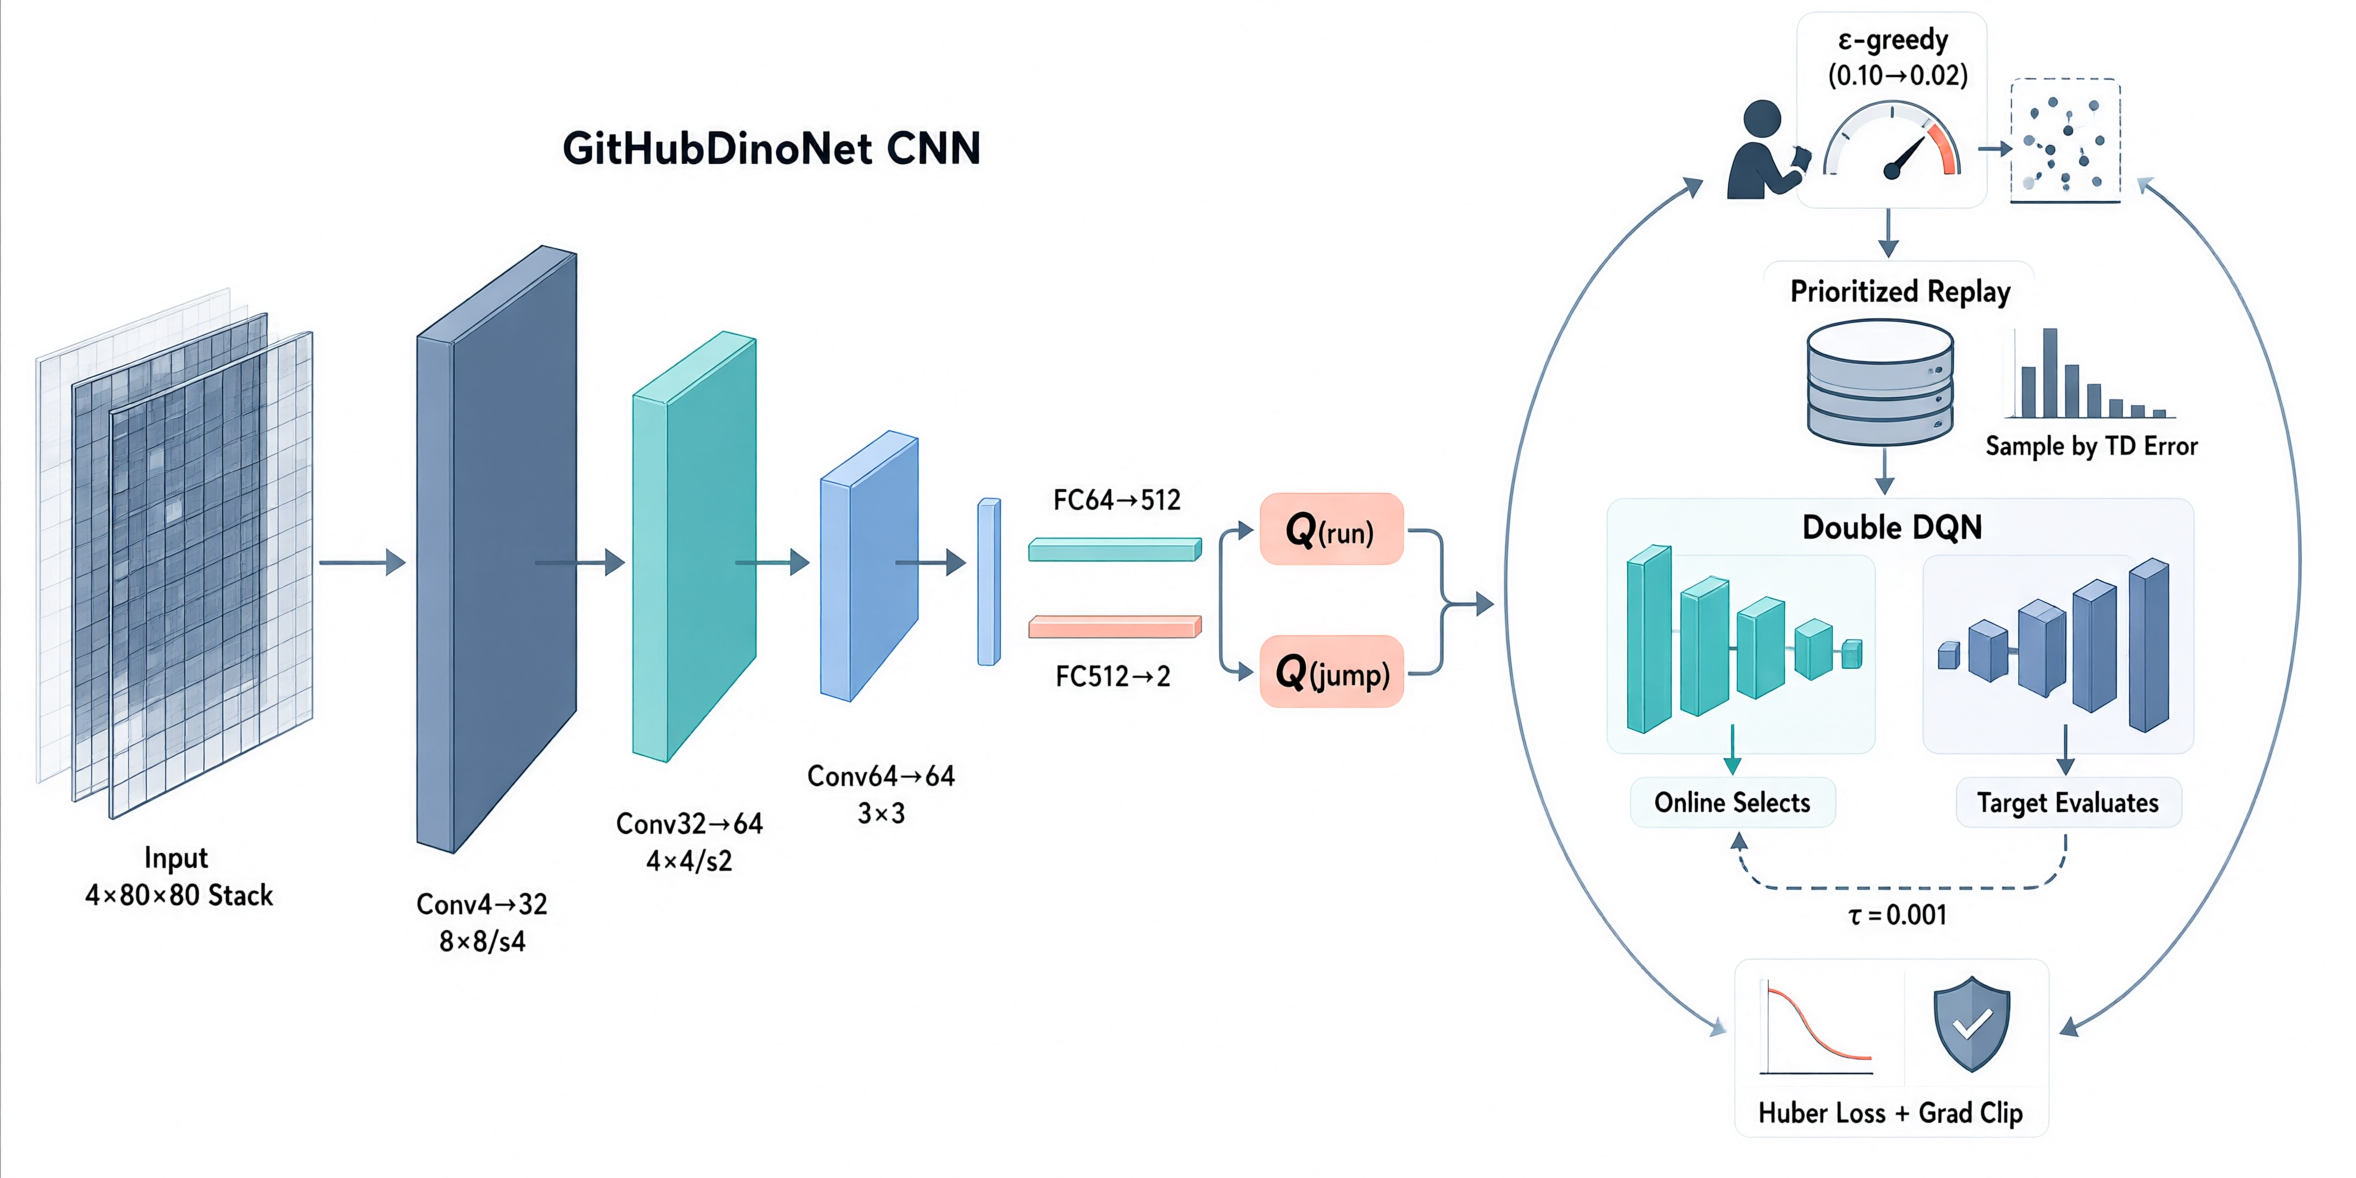 GitHubDinoNet CNN
Input
4×80×80 Stack
Conv4→32
8×8/s4
Conv32→64
4×4/s2
Conv64→64
3×3
FC64→512
FC512→2
Q(run)
Q(jump)
ε-greedy
(0.10→0.02)
Prioritized Replay
Sample by TD Error
Double DQN
Online Selects
Target Evaluates
τ = 0.001
Huber Loss + Grad Clip